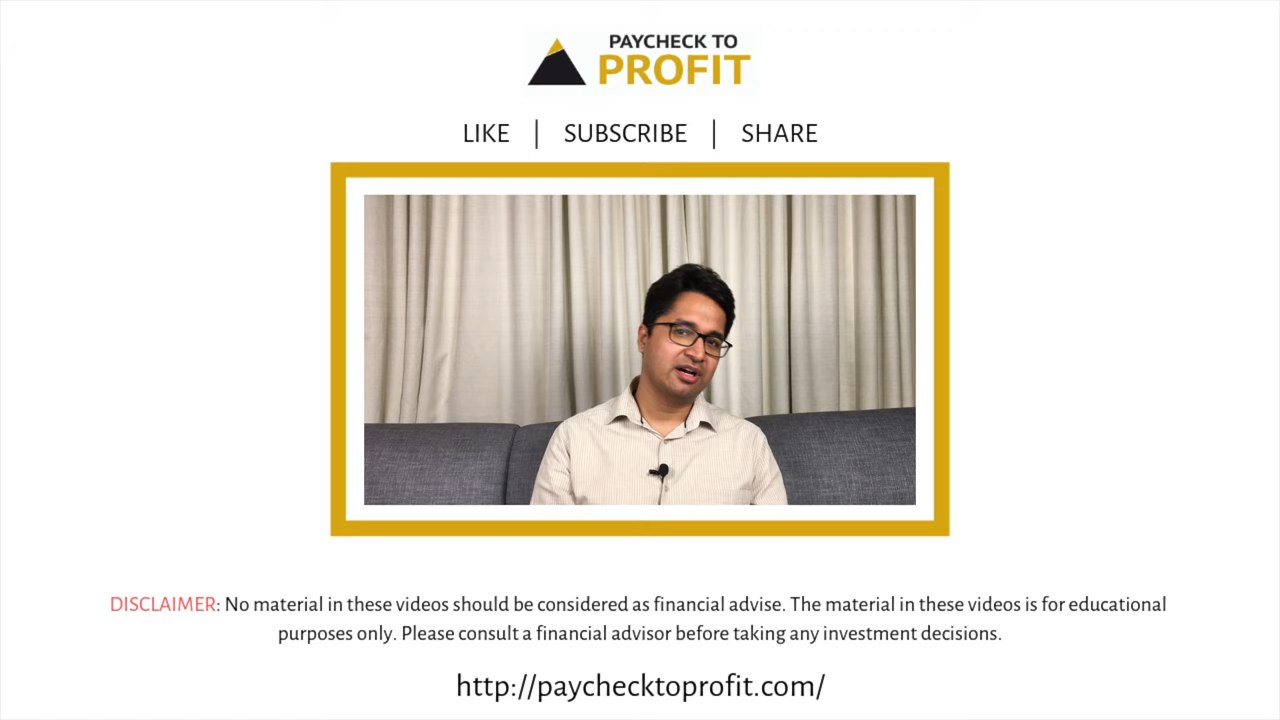 PAYCHECK TO
PROFIT
LIKE | SUBSCRIBE | SHARE
DISCLAIMER: No material in these videos should be considered as financial advise. The material in these videos is for educational
purposes only. Please consult a financial advisor before taking any investment decisions.
http://paychecktoprofit.com/